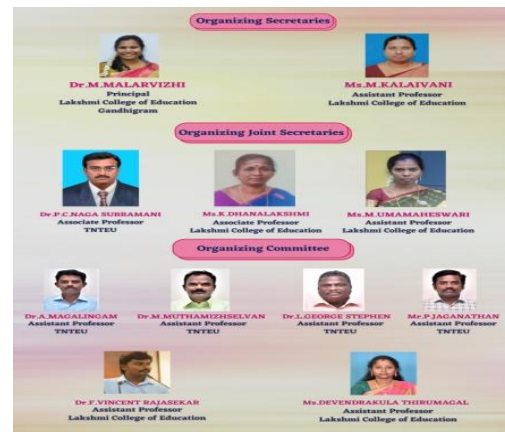 Organizing Secretaries
Dr.M.MALARVIZHI
Principal
Lakshmi College of Education
Gandhigram
Ms.M.KALAIVANI
Assistant Professor
Lakshmi College of Education
Organizing Joint Secretaries
Dr.P.C.NAGA SUBRAMANI
Associate Professor
TNTEU
Ms.K.DHANALAKSHMI
Associate Professor
Lakshmi College of Education
Ms.M.UMAMAHESWARI
Assistant Professor
Lakshmi College of Education
Organizing Committee
Dr.A.MAGALINGAM
Assistant Professor
TNTEU
Dr.M.MUTHAMIZHSELVAN
Assistant Professor
TNTEU
Dr.L.GEORGE STEPHEN
Assistant Professor
TNTEU
Mr.P.JAGANATHAN
Assistant Professor
TNTEU
Dr.F.VINCENT RAJASEKAR
Assistant Professor
Lakshmi College of Education
Ms.DEVENDRAKULA THIRUMAGAL
Assistant Professor
Lakshmi College of Education